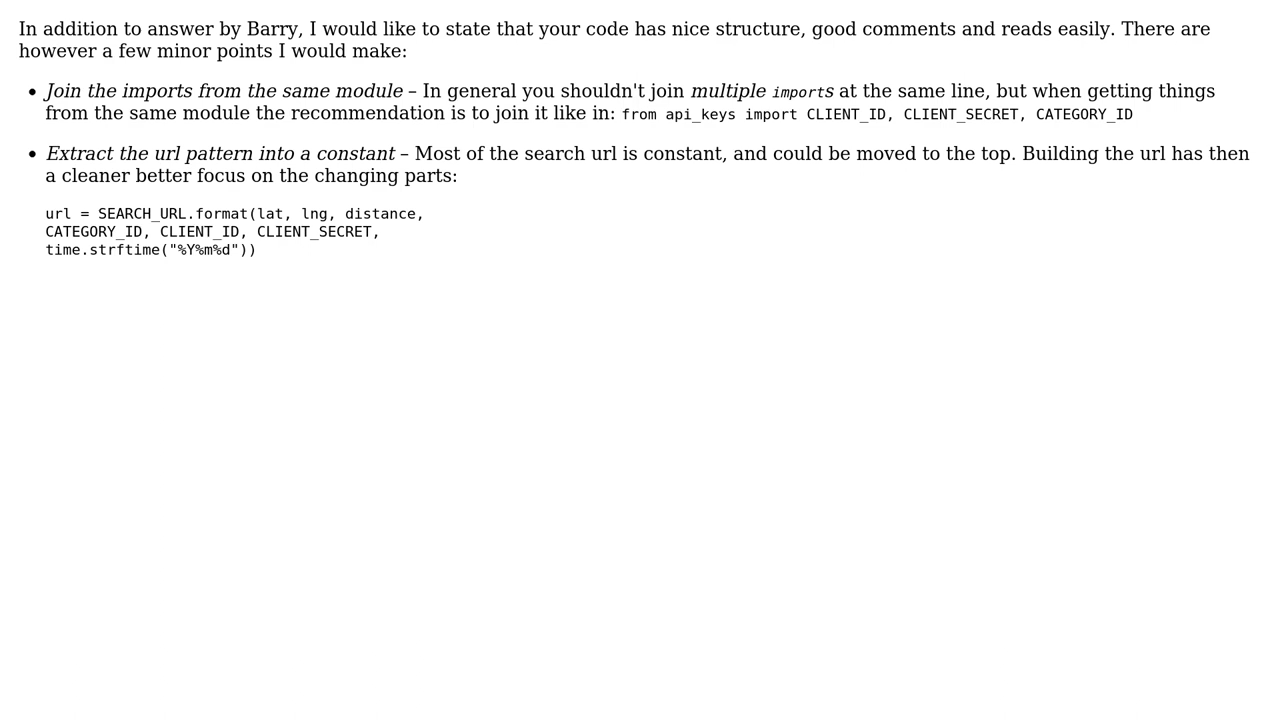 In addition to answer by Barry, I would like to state that your code has nice structure, good comments and reads easily. There are
however a few minor points I would make:
• Join the imports from the same module – In general you shouldn't join multiple imports at the same line, but when getting things
from the same module the recommendation is to join it like in: from api_keys import CLIENT_ID, CLIENT_SECRET, CATEGORY_ID
• Extract the url pattern into a constant – Most of the search url is constant, and could be moved to the top. Building the url has then
a cleaner better focus on the changing parts:
url = SEARCH_URL.format(lat, lng, distance,
CATEGORY_ID, CLIENT_ID, CLIENT_SECRET,
time.strftime("%Y%m%d"))